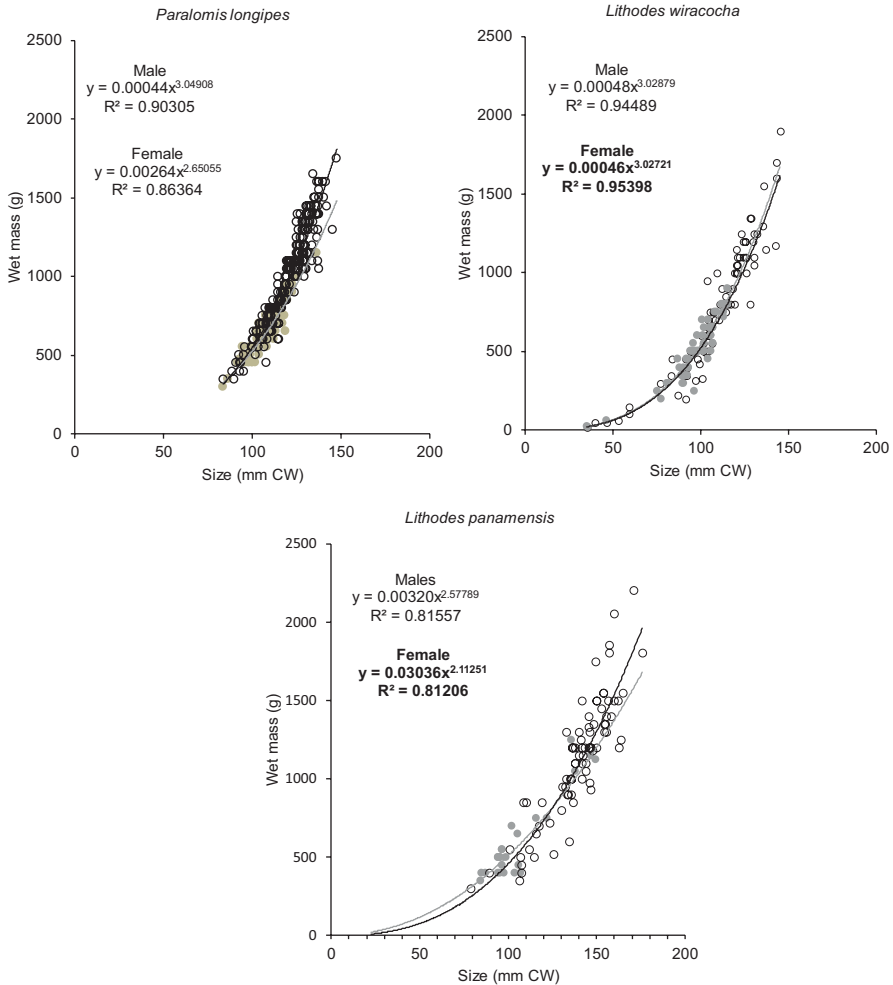 Paralomis longipes
2500
2000
1500
1000
500
0
Wet mass (g)
Male
y = 0.00044x^3.04908
R² = 0.90305
Female
y = 0.00264x^2.65055
R² = 0.86364
0 50 100 150 200
Size (mm CW)
Lithodes wiracocha
2500
2000
1500
1000
500
0
Wet mass (g)
Male
y = 0.00048x^3.02879
R² = 0.94489
Female
y = 0.00046x^3.02721
R² = 0.95398
0 50 100 150 200
Size (mm CW)
Lithodes panamensis
2500
2000
1500
1000
500
0
Wet mass (g)
Males
y = 0.00320x^2.57789
R² = 0.81557
Female
y = 0.03036x^2.11251
R² = 0.81206
0 50 100 150 200
Size (mm CW)